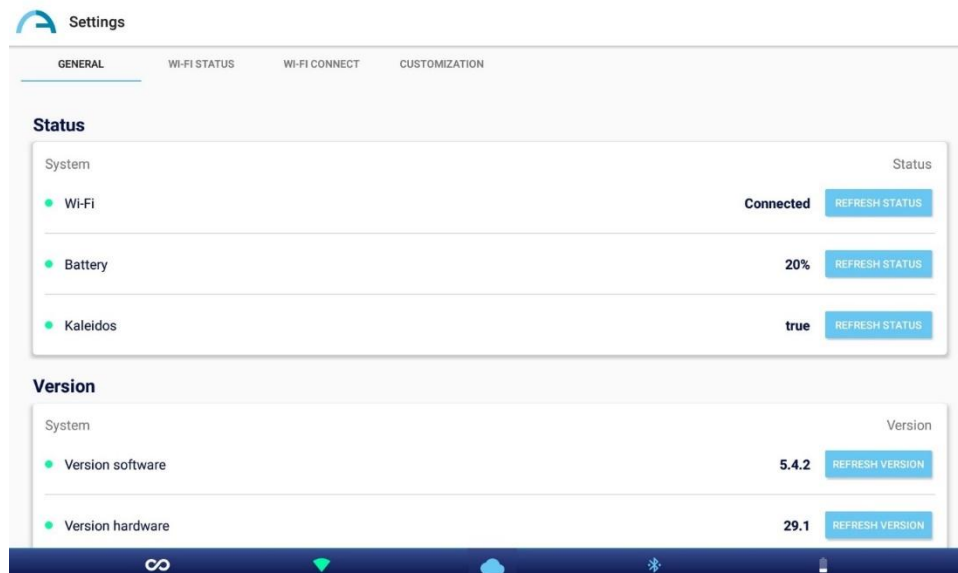 Settings
GENERAL WI-FI STATUS WI-FI CONNECT CUSTOMIZATION
Status
System Status
Wi-Fi Connected REFRESH STATUS
Battery 20% REFRESH STATUS
Kaleidos true REFRESH STATUS
Version
System Version
Version software 5.4.2 REFRESH VERSION
Version hardware 29.1 REFRESH VERSION